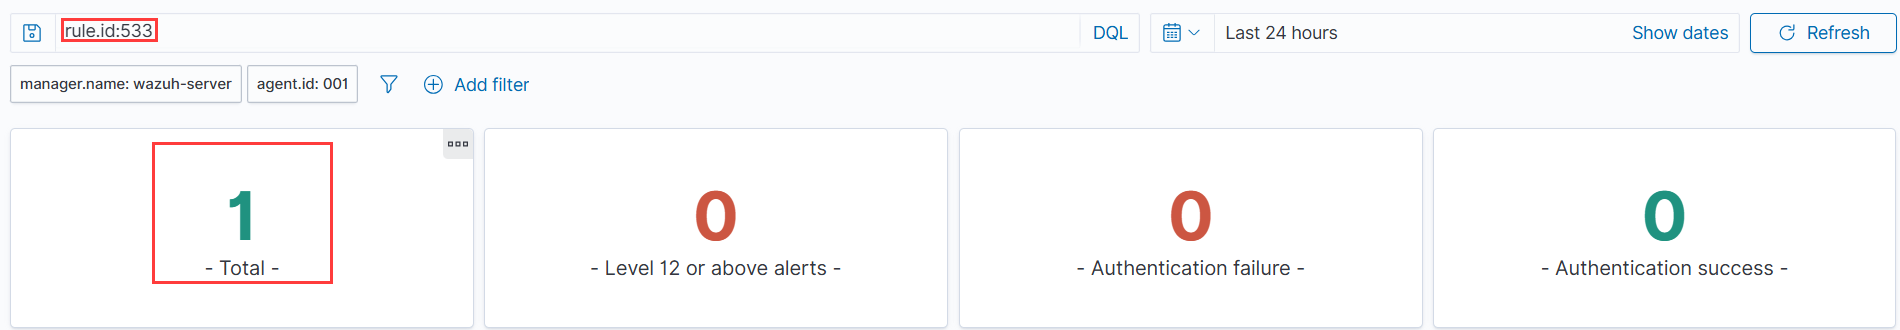 rule.id:533 DQL Last 24 hours Show dates Refresh
manager.name: wazuh-server agent.id: 001 Add filter
1 0 0 0
- Total - - Level 12 or above alerts - - Authentication failure - - Authentication success -